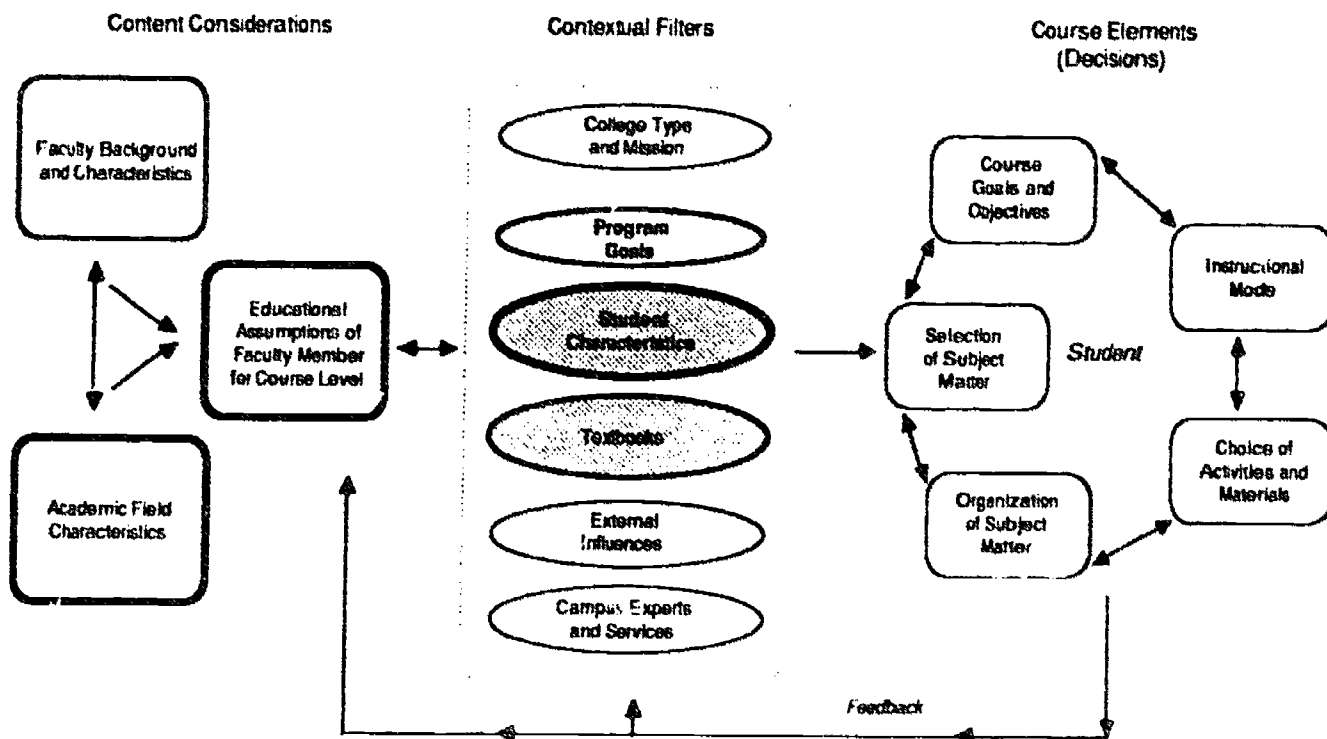 Content Considerations
Contextual Filters
Course Elements
(Decisions)
Faculty Background
and Characteristics
Educational
Assumptions of
Faculty Member
for Course Level
Academic Field
Characteristics
College Type
and Mission
Program
Goals
Student
Characteristics
Textbooks
External
Influences
Campus Experts
and Services
Course
Goals and
Objectives
Instructional
Mode
Selection
of Subject
Matter
Student
Choice of
Activities and
Materials
Organization
of Subject
Matter
Feedback